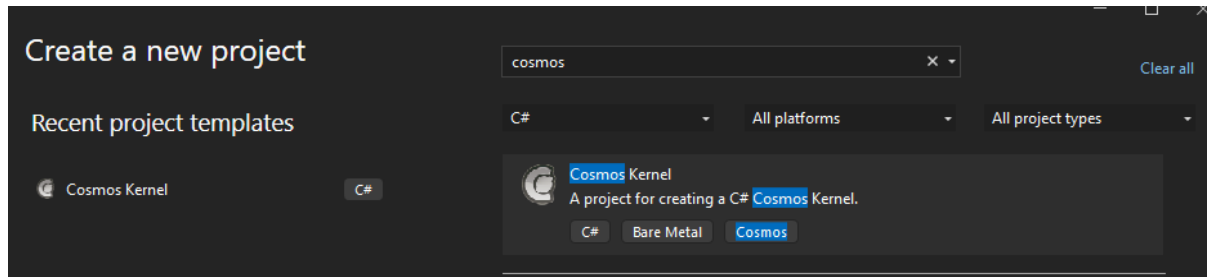 Create a new project
cosmos
Clear all
Recent project templates
C#
All platforms
All project types
Cosmos Kernel
C#
Cosmos Kernel
A project for creating a C# Cosmos Kernel.
C# Bare Metal Cosmos